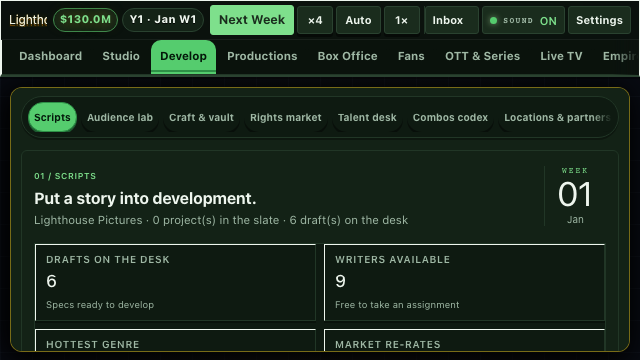 $130.0M
Y1 · Jan W1
Next Week
×4
Auto
1×
Inbox
SOUND ON
Settings
Dashboard
Studio
Develop
Productions
Box Office
Fans
OTT & Series
Live TV
Scripts
Audience lab
Craft & vault
Rights market
Talent desk
Combos codex
Locations & partners
01 / SCRIPTS
Put a story into development.
Lighthouse Pictures · 0 project(s) in the slate · 6 draft(s) on the desk
WEEK
01
Jan
DRAFTS ON THE DESK
6
Specs ready to develop
WRITERS AVAILABLE
9
Free to take an assignment
HOTTEST GENRE
MARKET RE-RATES